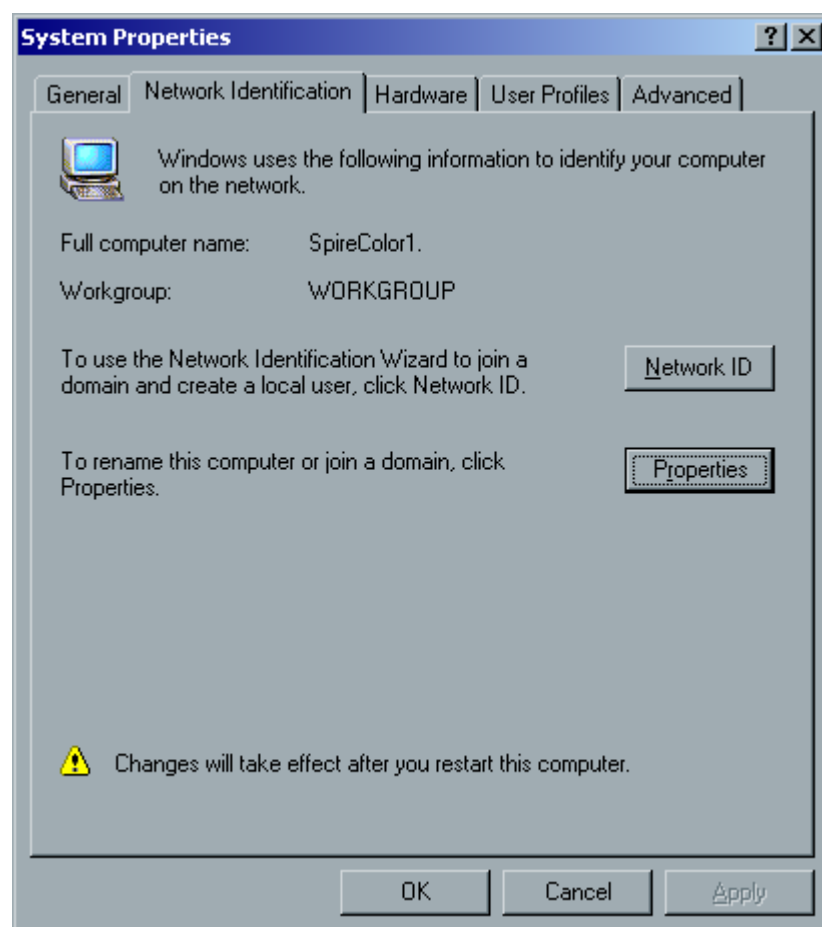 System Properties
General Network Identification Hardware User Profiles Advanced
Windows uses the following information to identify your computer
on the network.
Full computer name: SpireColor1.
Workgroup: WORKGROUP
To use the Network Identification Wizard to join a
domain and create a local user, click Network ID.
Network ID
To rename this computer or join a domain, click
Properties.
Properties
Changes will take effect after you restart this computer.
OK Cancel Apply